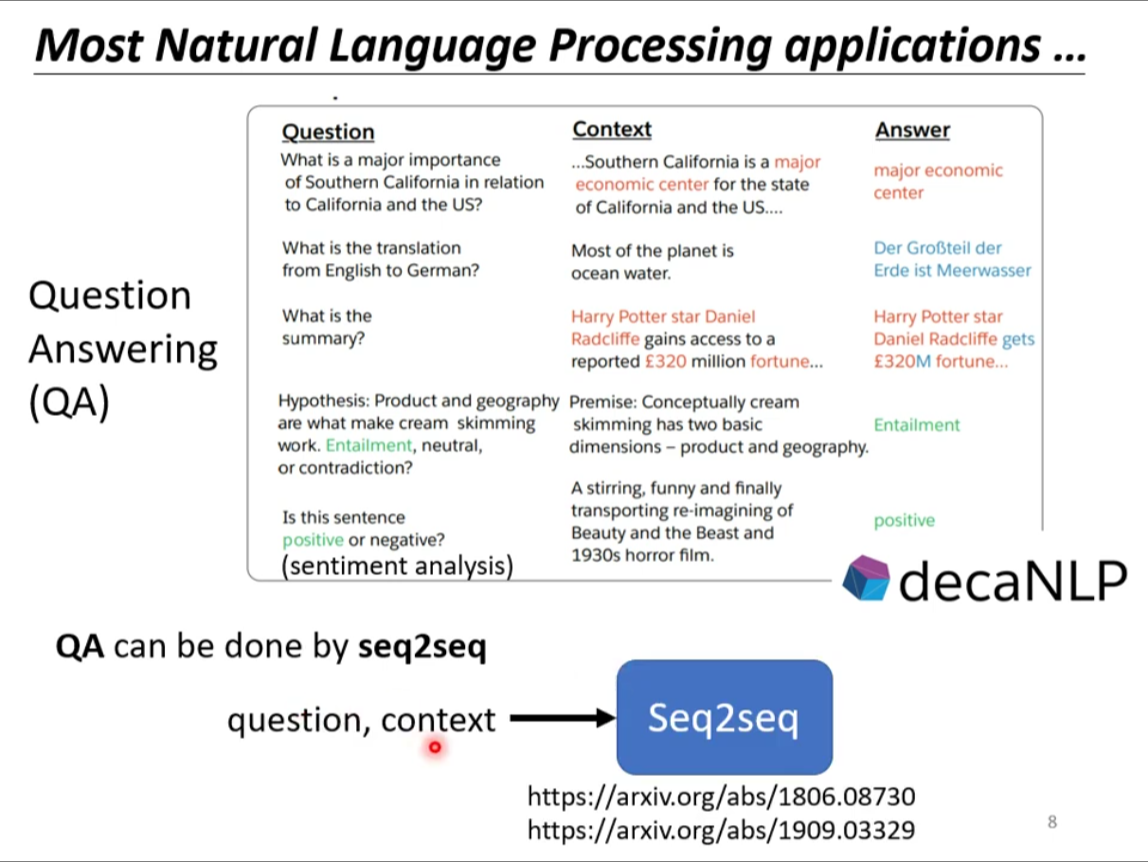 Most Natural Language Processing applications ...
Question
Answering
(QA)
Question
What is a major importance
of Southern California in relation
to California and the US?
Context
...Southern California is a major
economic center for the state
of California and the US....
Answer
major economic
center
What is the translation
from English to German?
Most of the planet is
ocean water.
Der Großteil der
Erde ist Meerwasser
What is the
summary?
Harry Potter star Daniel
Radcliffe gains access to a
reported £320 million fortune...
Harry Potter star
Daniel Radcliffe gets
£320M fortune...
Hypothesis: Product and geography
are what make cream skimming
work. Entailment, neutral,
or contradiction?
Premise: Conceptually cream
skimming has two basic
dimensions – product and geography.
Entailment
Is this sentence
positive or negative?
(sentiment analysis)
A stirring, funny and finally
transporting re-imagining of
Beauty and the Beast and
1930s horror film.
positive
decaNLP
QA can be done by seq2seq
question, context
Seq2seq
https://arxiv.org/abs/1806.08730
https://arxiv.org/abs/1909.03329
8